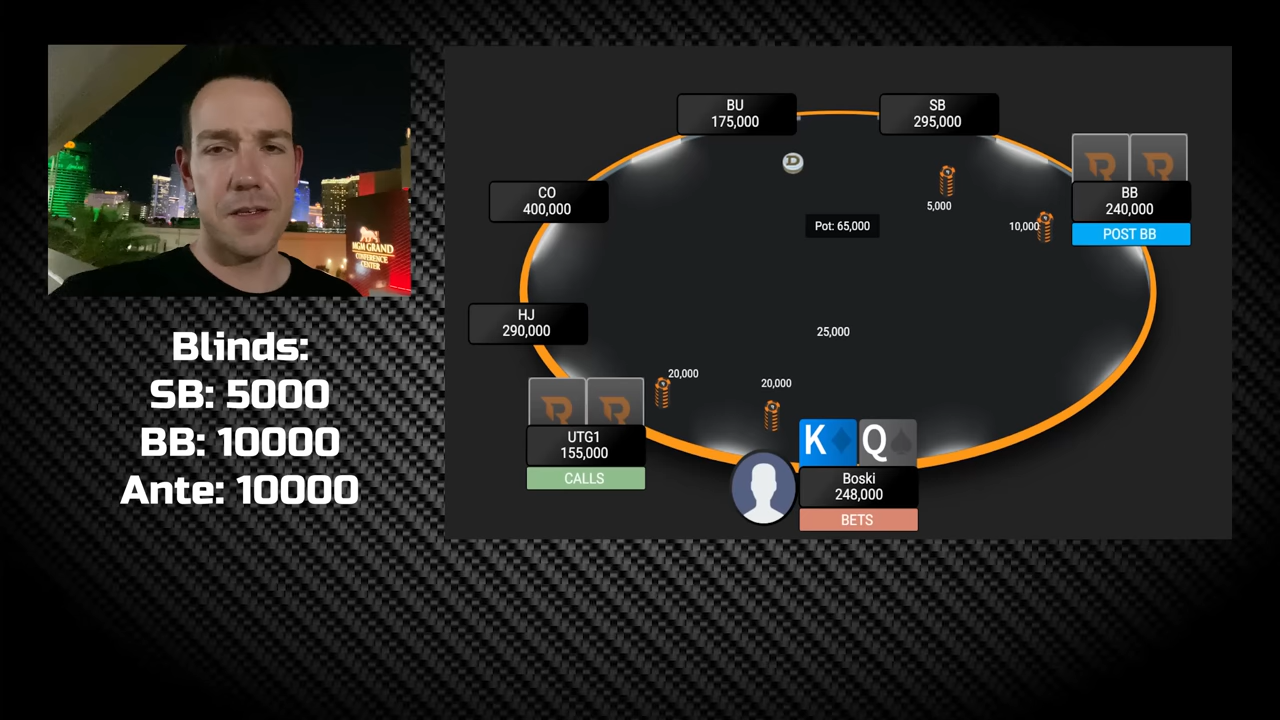 MGM GRAND
CONFERENCE
CENTER
Blinds:
SB: 5000
BB: 10000
Ante: 10000
BU
175,000
SB
295,000
D
5,000
BB
240,000
POST BB
10,000
CO
400,000
Pot: 65,000
HJ
290,000
25,000
20,000
20,000
UTG1
155,000
CALLS
K Q
Boski
248,000
BETS